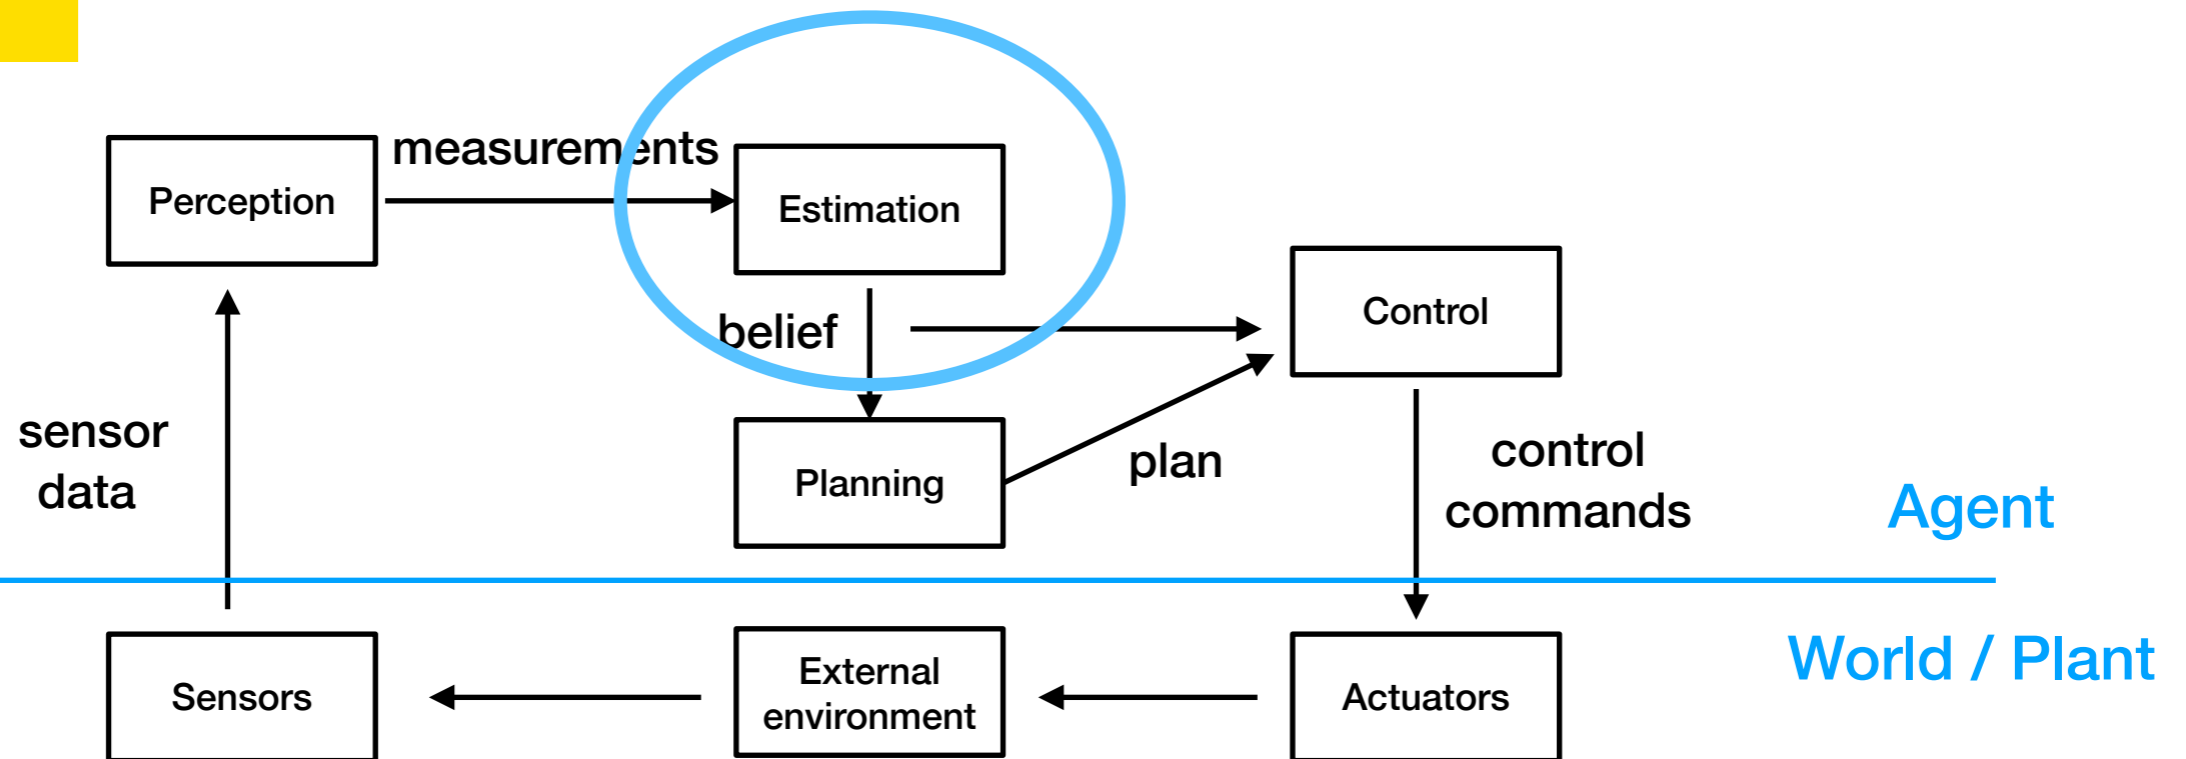 measurements
Perception
Estimation
belief
Control
sensor
data
Planning
plan
control
commands
Agent
Sensors
External
environment
Actuators
World / Plant